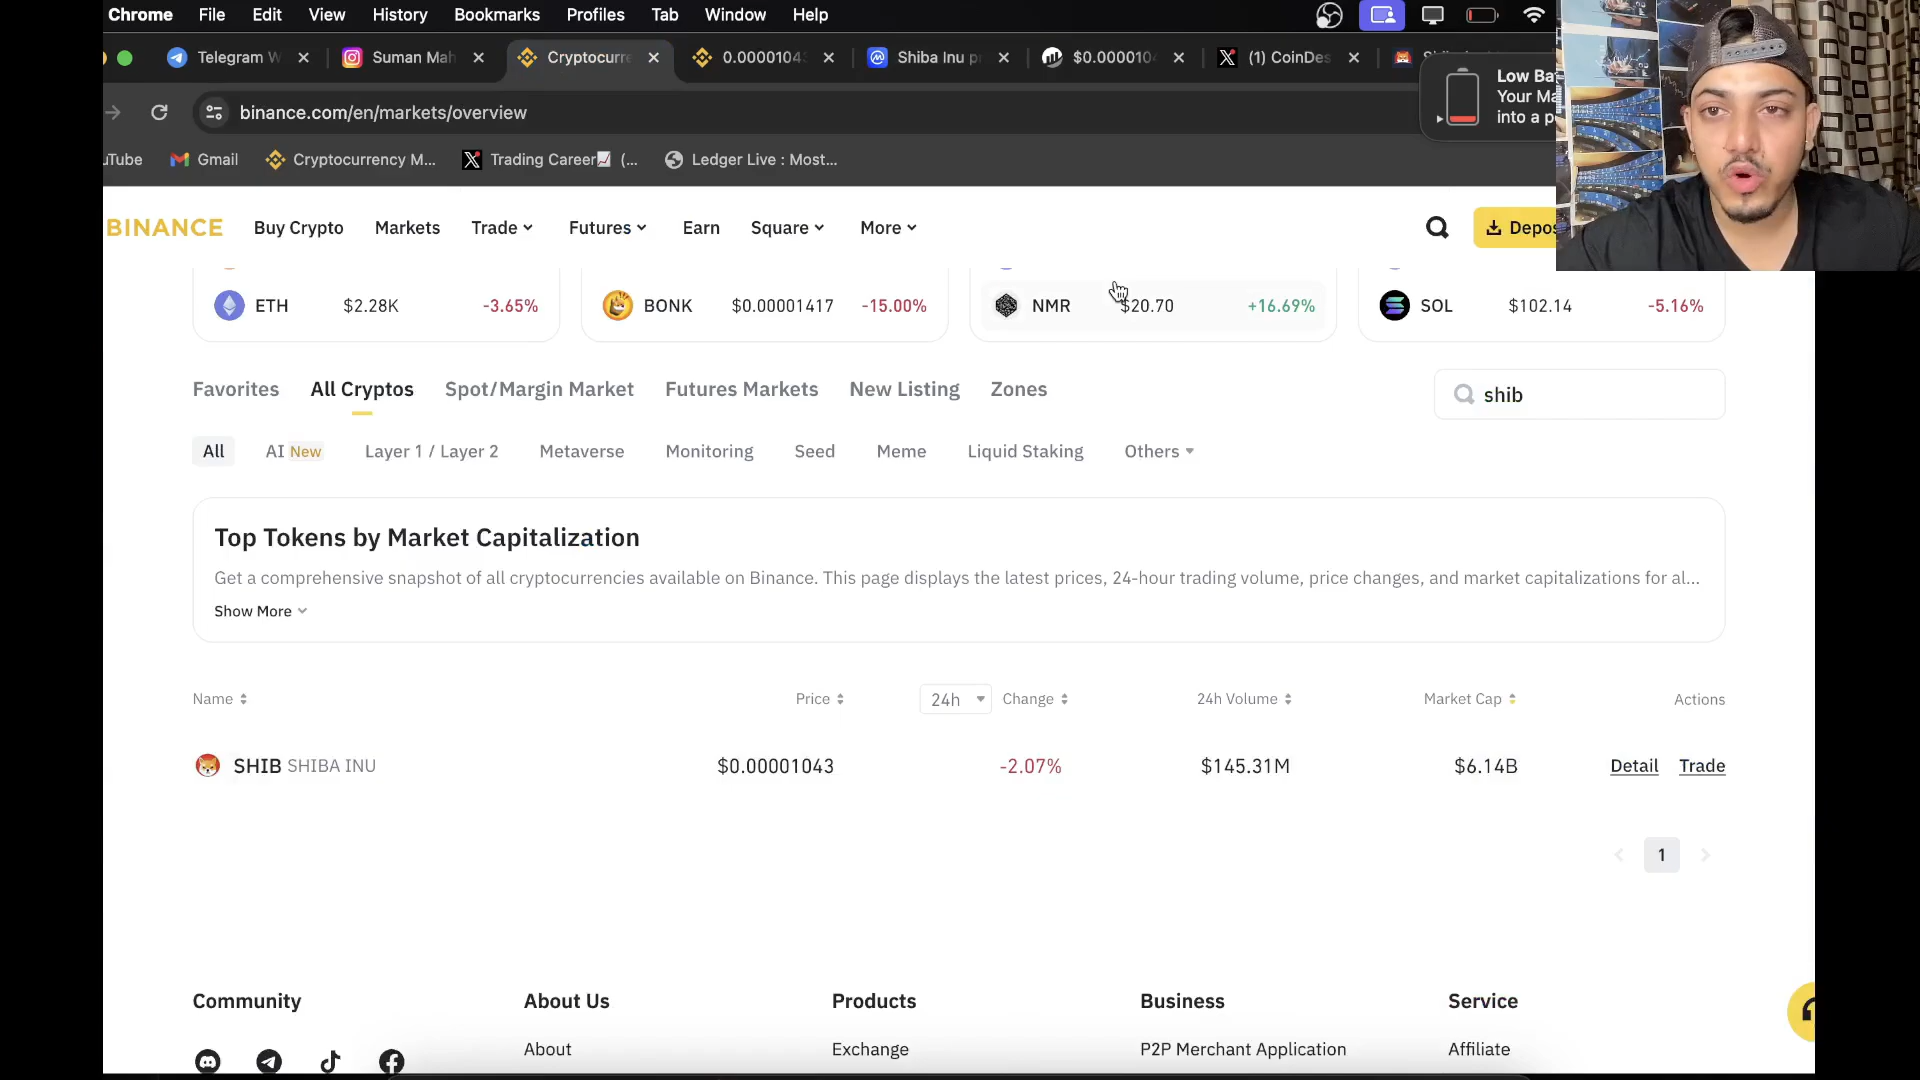 Chrome File Edit View History Bookmarks Profiles Tab Window Help
Telegram W Suman Mah Cryptocurre 0.00001043 Shiba Inu p $0.000010 (1) CoinDes
Low Ba
Your Ma
into a p
binance.com/en/markets/overview
uTube Gmail Cryptocurrency M... Trading Career (... Ledger Live : Most...
BINANCE Buy Crypto Markets Trade Futures Earn Square More Depos
ETH $2.28K -3.65% BONK $0.00001417 -15.00% NMR $20.70 +16.69% SOL $102.14 -5.16%
Favorites All Cryptos Spot/Margin Market Futures Markets New Listing Zones shib
All AI New Layer 1 / Layer 2 Metaverse Monitoring Seed Meme Liquid Staking Others
Top Tokens by Market Capitalization
Get a comprehensive snapshot of all cryptocurrencies available on Binance. This page displays the latest prices, 24-hour trading volume, price changes, and market capitalizations for al...
Show More
Name Price 24h Change 24h Volume Market Cap Actions
SHIB SHIBA INU $0.00001043 -2.07% $145.31M $6.14B Detail Trade
1
Community About Us Products Business Service
About Exchange P2P Merchant Application Affiliate